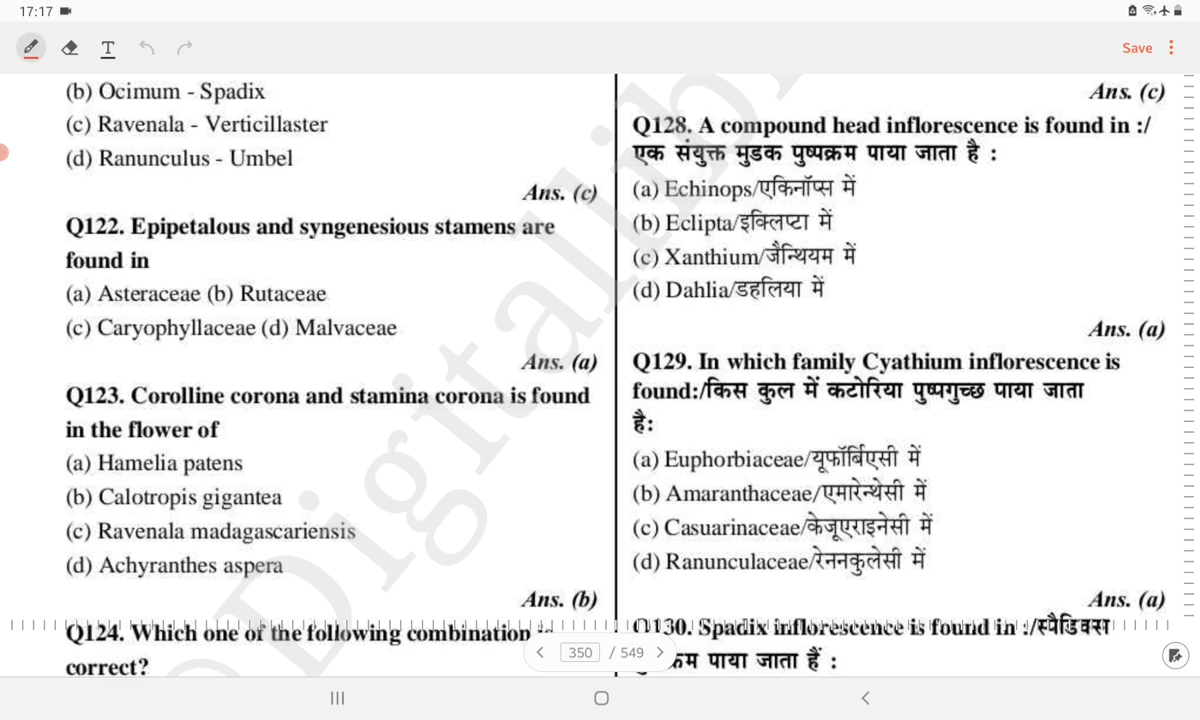 17:17
T
Save
(b) Ocimum - Spadix
(c) Ravenala - Verticillaster
(d) Ranunculus - Umbel
Ans. (c)
Q122. Epipetalous and syngenesious stamens are
found in
(a) Asteraceae (b) Rutaceae
(c) Caryophyllaceae (d) Malvaceae
Ans. (a)
Q123. Corolline corona and stamina corona is found
in the flower of
(a) Hamelia patens
(b) Calotropis gigantea
(c) Ravenala madagascariensis
(d) Achyranthes aspera
Ans. (b)
Q124. Which one of the following combination is
correct?
Ans. (c)
Q128. A compound head inflorescence is found in :/
एक संयुक्त मुडक पुष्पक्रम पाया जाता है :
(a) Echinops/एकिनॉप्स में
(b) Eclipta/इक्लिप्टा में
(c) Xanthium/जैन्थियम में
(d) Dahlia/डहलिया में
Ans. (a)
Q129. In which family Cyathium inflorescence is
found:/किस कुल में कटोरिया पुष्पगुच्छ पाया जाता
है:
(a) Euphorbiaceae/यूफॉर्बिएसी में
(b) Amaranthaceae/एमारेन्थेसी में
(c) Casuarinaceae/केजूएराइनेसी में
(d) Ranunculaceae/रेननकुलेसी में
Ans. (a)
Q130. Spadix inflorescence is found in :/स्पैडिक्स
पाया जाता हैं :
350 / 549
Digitallib